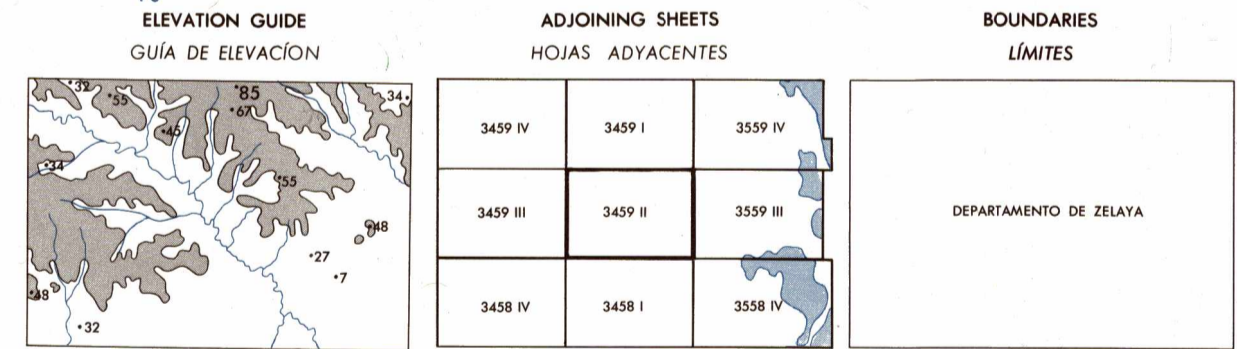 ELEVATION GUIDE
GUÍA DE ELEVACÍON
32
55
85
67
34
45
34
55
48
27
7
48
32
ADJOINING SHEETS
HOJAS ADYACENTES
3459 IV 3459 I 3559 IV
3459 III 3459 II 3559 III
3458 IV 3458 I 3558 IV
BOUNDARIES
LÍMITES
DEPARTAMENTO DE ZELAYA